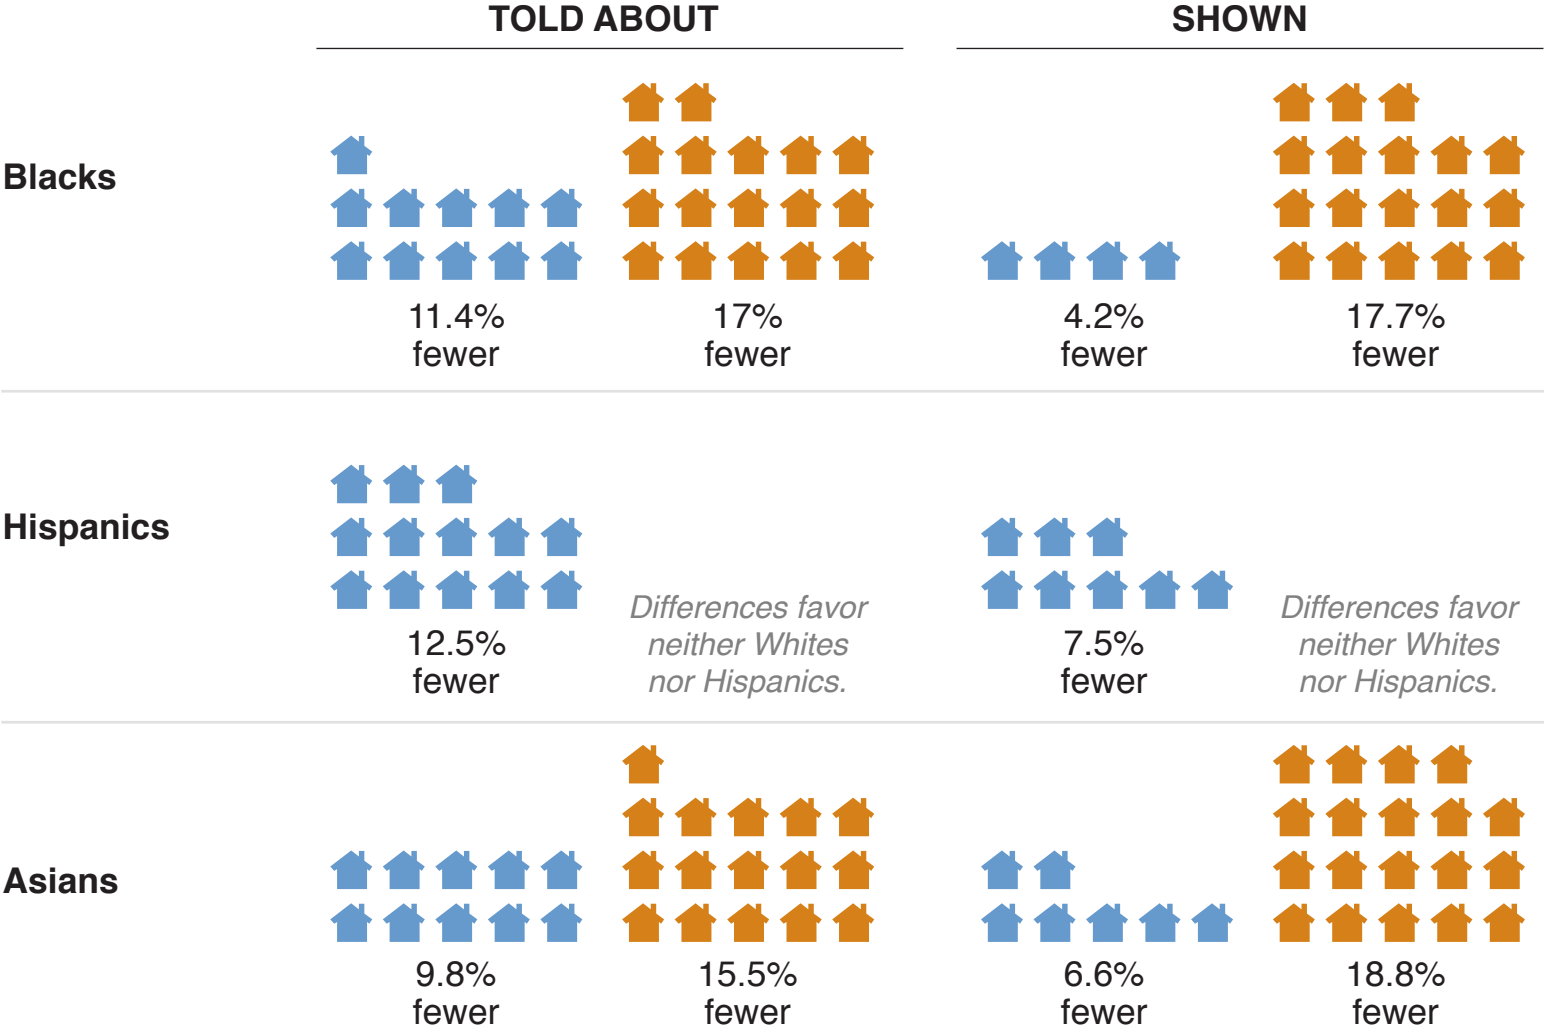 TOLD ABOUT
SHOWN
Blacks
11.4%
fewer
17%
fewer
4.2%
fewer
17.7%
fewer
Hispanics
12.5%
fewer
Differences favor
neither Whites
nor Hispanics.
7.5%
fewer
Differences favor
neither Whites
nor Hispanics.
Asians
9.8%
fewer
15.5%
fewer
6.6%
fewer
18.8%
fewer